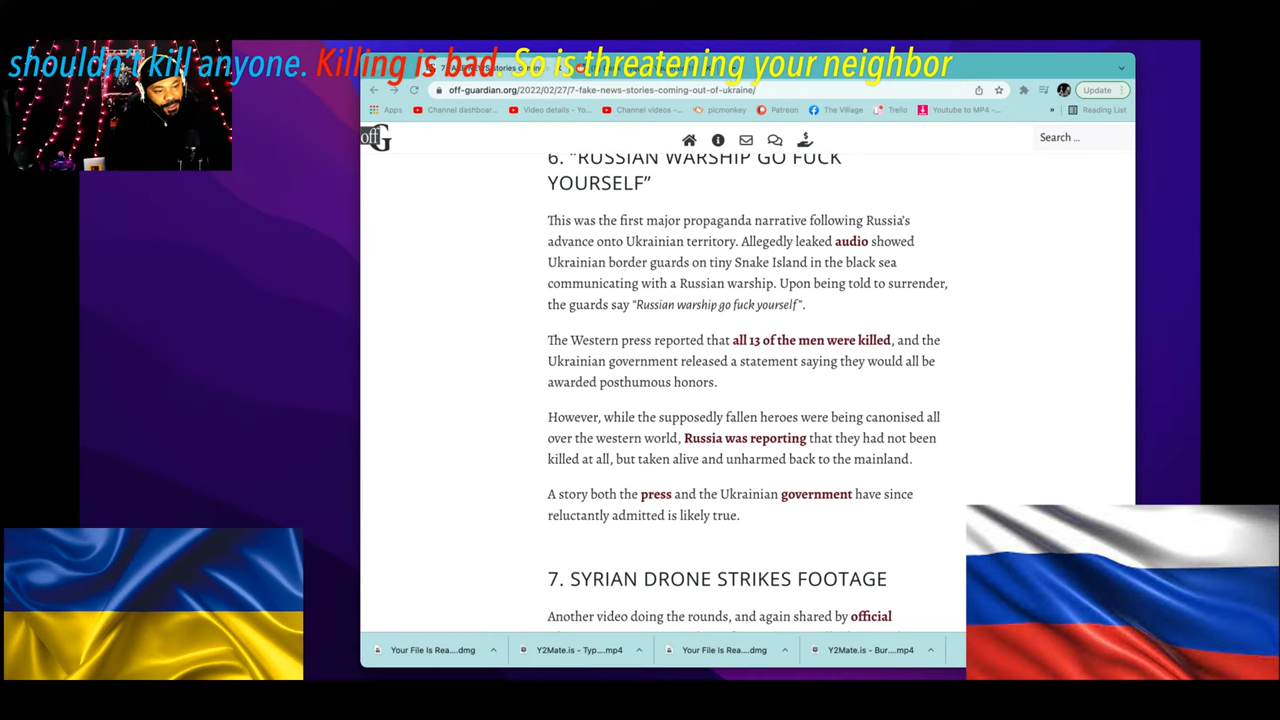 shouldn't kill anyone. Killing is bad. So is threatening your neighbor
off-guardian.org/2022/02/27/7-fake-news-stories-coming-out-of-ukraine/
Update
Apps
Channel dashboar...
Video details - Yo...
Channel videos -...
picmonkey
Patreon
The Village
Trello
Youtube to MP4 -...
»
Reading List
off G
Search ...
6. “RUSSIAN WARSHIP GO FUCK
YOURSELF”
This was the first major propaganda narrative following Russia’s
advance onto Ukrainian territory. Allegedly leaked audio showed
Ukrainian border guards on tiny Snake Island in the black sea
communicating with a Russian warship. Upon being told to surrender,
the guards say “Russian warship go fuck yourself”.
The Western press reported that all 13 of the men were killed, and the
Ukrainian government released a statement saying they would all be
awarded posthumous honors.
However, while the supposedly fallen heroes were being canonised all
over the western world, Russia was reporting that they had not been
killed at all, but taken alive and unharmed back to the mainland.
A story both the press and the Ukrainian government have since
reluctantly admitted is likely true.
7. SYRIAN DRONE STRIKES FOOTAGE
Another video doing the rounds, and again shared by official
Your File Is Rea....dmg
Y2Mate.is - Typ....mp4
Your File Is Rea....dmg
Y2Mate.is - Bur....mp4